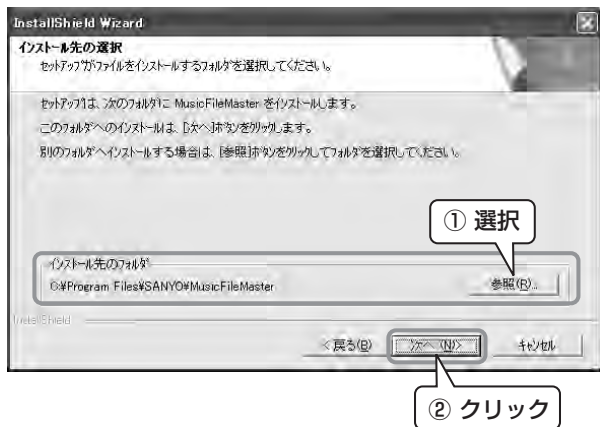 InstallShield Wizard
インストール先の選択
セットアップがファイルをインストールするフォルダを選択してください。
セットアップは、次のフォルダに MusicFileMaster をインストールします。
このフォルダへのインストールは、[次へ]ボタンをクリックします。
別のフォルダへインストールする場合は、[参照]ボタンをクリックしてフォルダを選択してください。
① 選択
インストール先のフォルダ
C:¥Program Files¥SANYO¥MusicFileMaster
参照(R)...
InstallShield
< 戻る(B)
次へ (N)>
キャンセル
② クリック